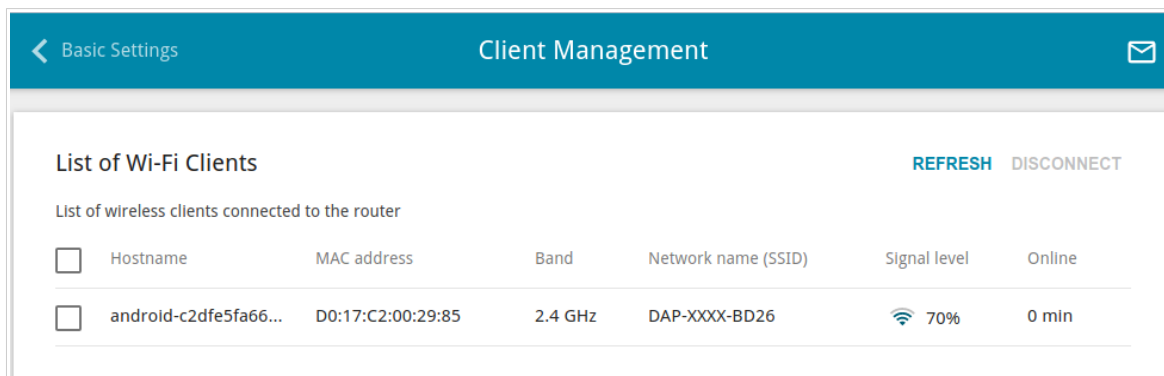 Basic Settings Client Management
List of Wi-Fi Clients REFRESH DISCONNECT
List of wireless clients connected to the router
Hostname MAC address Band Network name (SSID) Signal level Online
android-c2dfe5fa66... D0:17:C2:00:29:85 2.4 GHz DAP-XXXX-BD26 70% 0 min